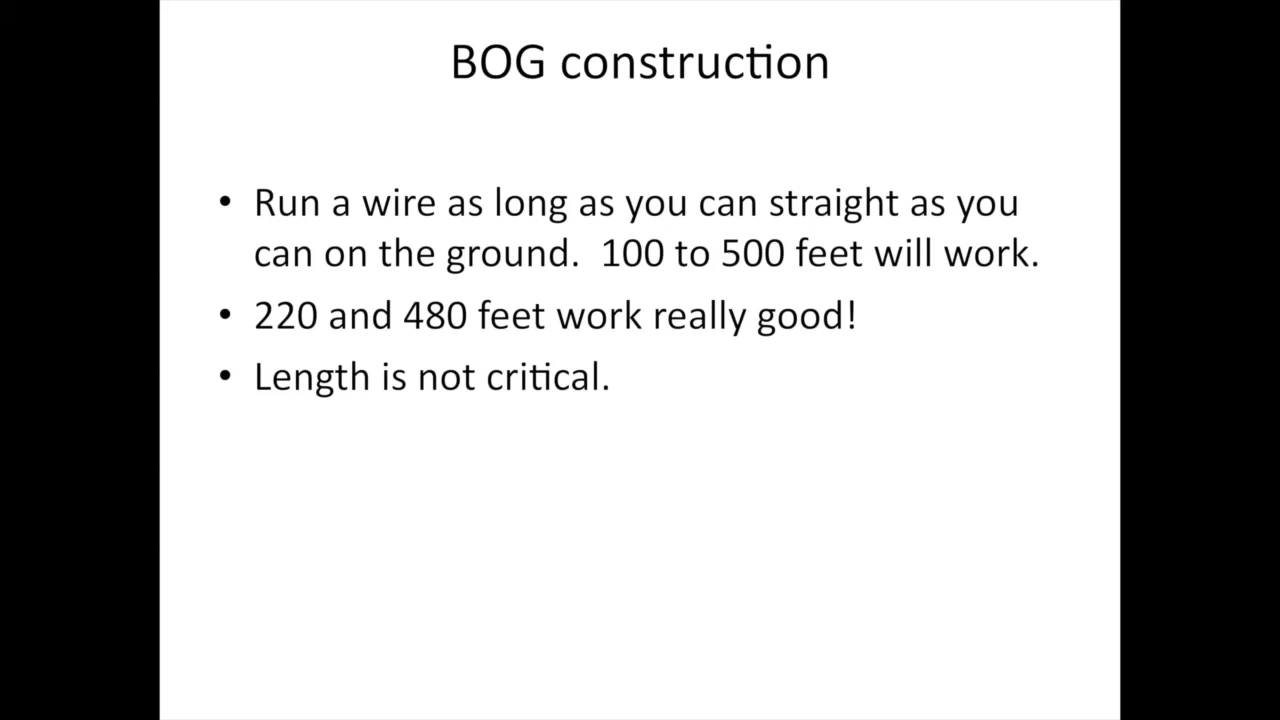 BOG construction
• Run a wire as long as you can straight as you
can on the ground.  100 to 500 feet will work.
• 220 and 480 feet work really good!
• Length is not critical.